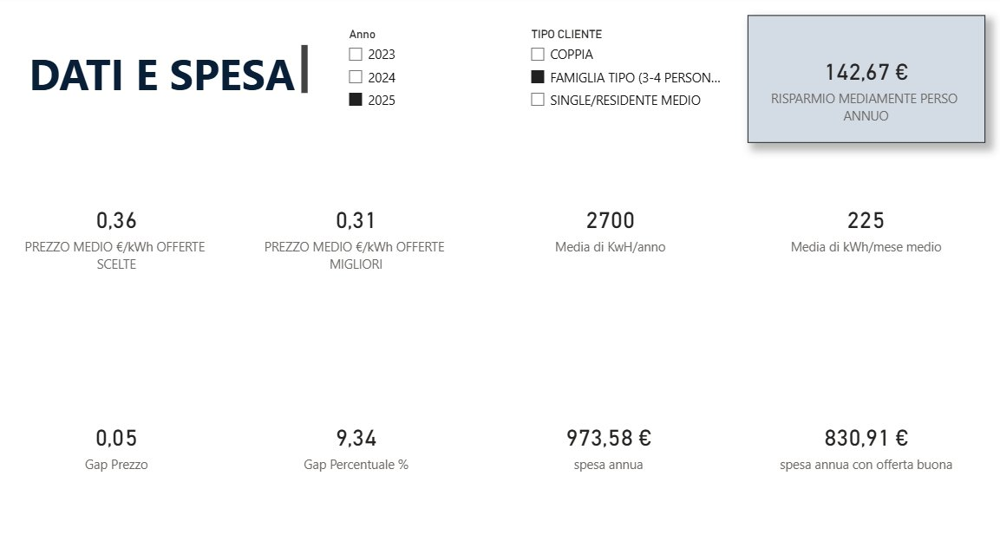 DATI E SPESA
Anno
2023
2024
2025
TIPO CLIENTE
COPPIA
FAMIGLIA TIPO (3-4 PERSON...
SINGLE/RESIDENTE MEDIO
142,67 €
RISPARMIO MEDIAMENTE PERSO
ANNUO
0,36
PREZZO MEDIO €/kWh OFFERTE
SCELTE
0,31
PREZZO MEDIO €/kWh OFFERTE
MIGLIORI
2700
Media di KwH/anno
225
Media di kWh/mese medio
0,05
Gap Prezzo
9,34
Gap Percentuale %
973,58 €
spesa annua
830,91 €
spesa annua con offerta buona